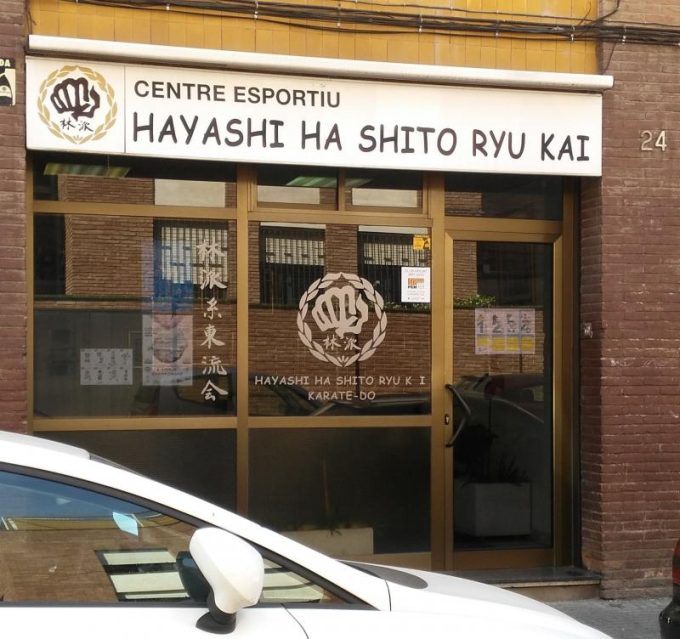 CENTRE ESPORTIU
HAYASHI HA SHITO RYU KAI
林派
24
林派糸東流会
林派
HAYASHI HA SHITO RYU K I
KARATE-DO